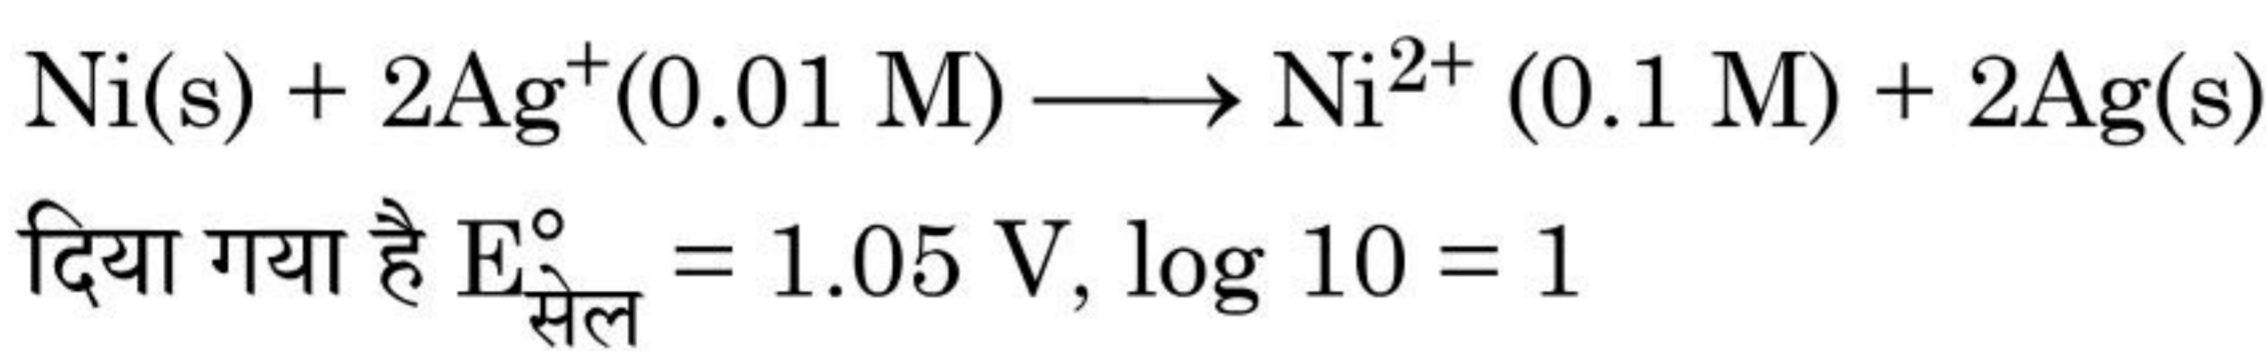 Ni(s) + 2Ag⁺(0.01 M) ⟶ Ni²⁺ (0.1 M) + 2Ag(s)
दिया गया है E°सेल = 1.05 V, log 10 = 1